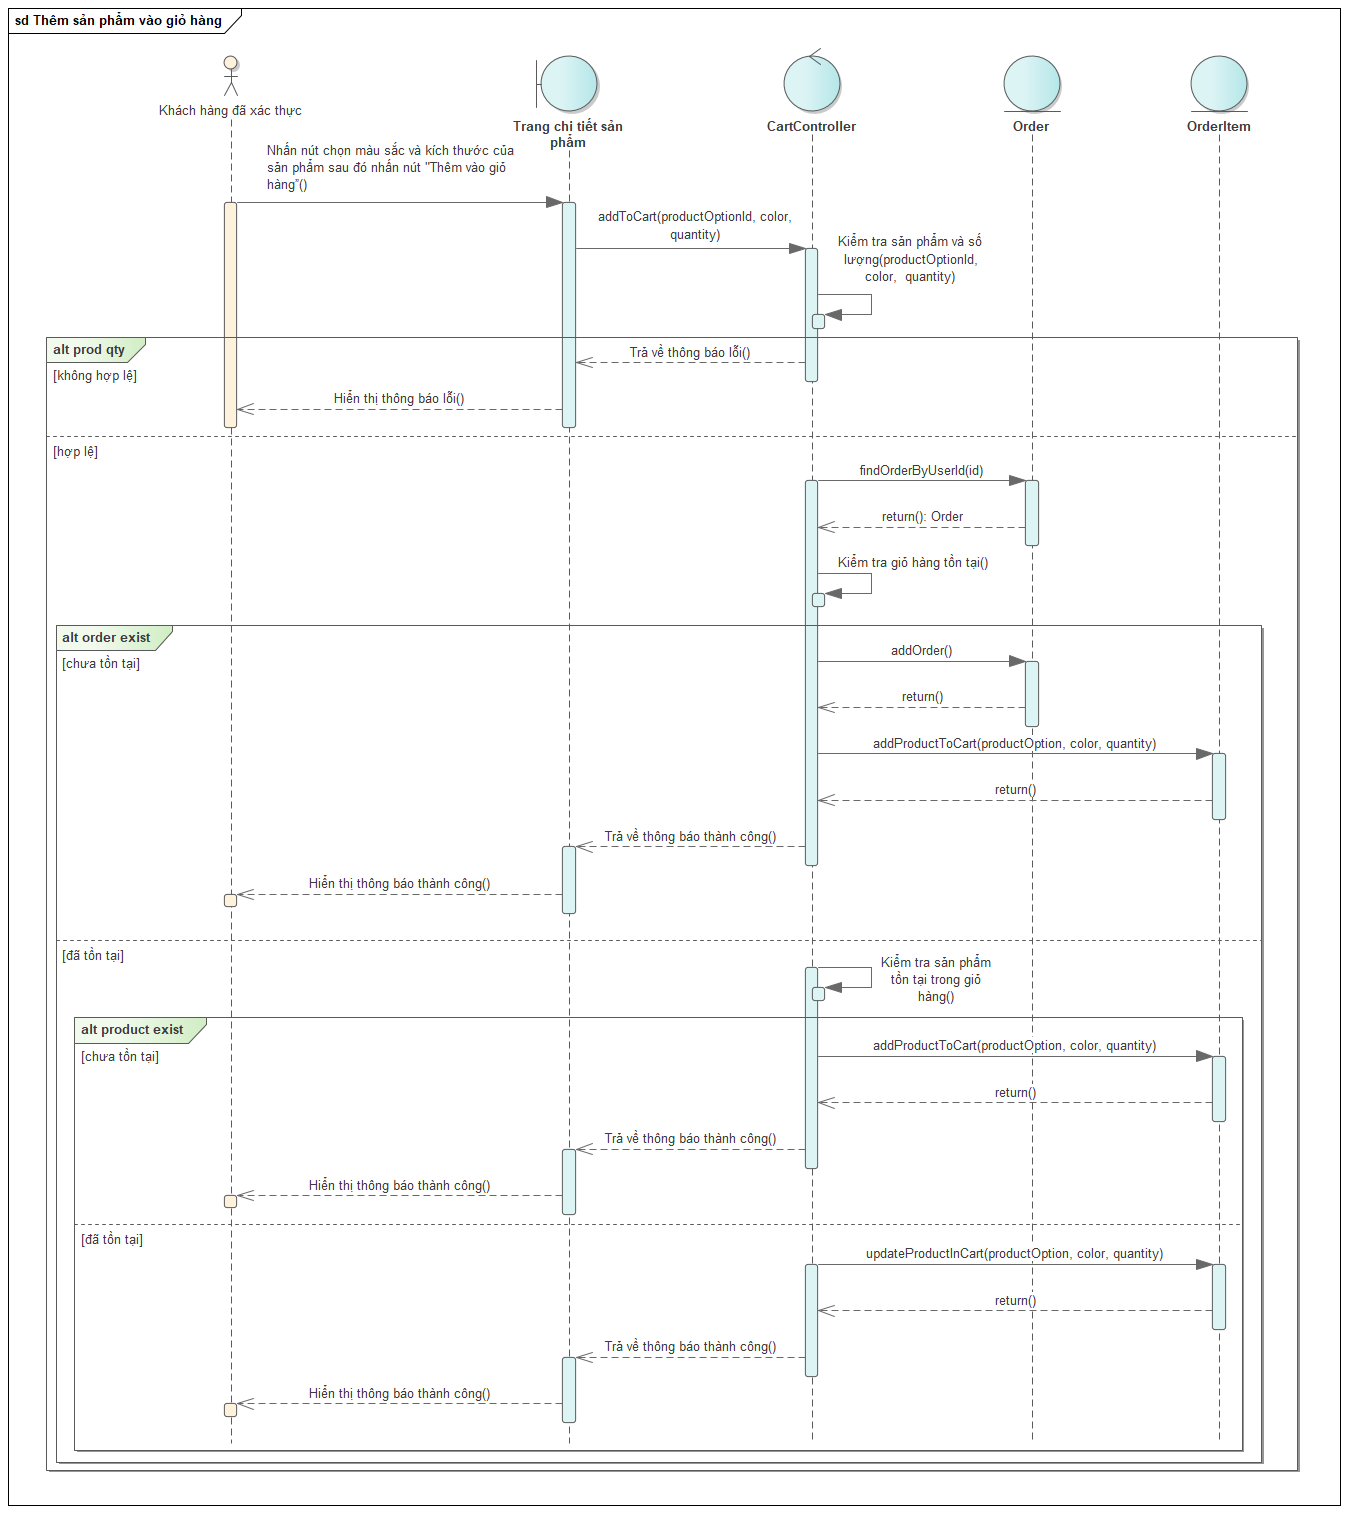 sd Thêm sản phẩm vào giỏ hàng
Khách hàng đã xác thực
Trang chi tiết sản
phẩm
CartController
Order
OrderItem
Nhấn nút chọn màu sắc và kích thước của
sản phẩm sau đó nhấn nút "Thêm vào giỏ
hàng"()
addToCart(productOptionId, color,
quantity)
Kiểm tra sản phẩm và số
lượng(productOptionId,
color, quantity)
alt prod qty
[không hợp lệ]
Trả về thông báo lỗi()
Hiển thị thông báo lỗi()
[hợp lệ]
findOrderByUserId(id)
return(): Order
Kiểm tra giỏ hàng tồn tại()
alt order exist
[chưa tồn tại]
addOrder()
return()
addProductToCart(productOption, color, quantity)
return()
Trả về thông báo thành công()
Hiển thị thông báo thành công()
[đã tồn tại]
Kiểm tra sản phẩm
tồn tại trong giỏ
hàng()
alt product exist
[chưa tồn tại]
addProductToCart(productOption, color, quantity)
return()
Trả về thông báo thành công()
Hiển thị thông báo thành công()
[đã tồn tại]
updateProductInCart(productOption, color, quantity)
return()
Trả về thông báo thành công()
Hiển thị thông báo thành công()